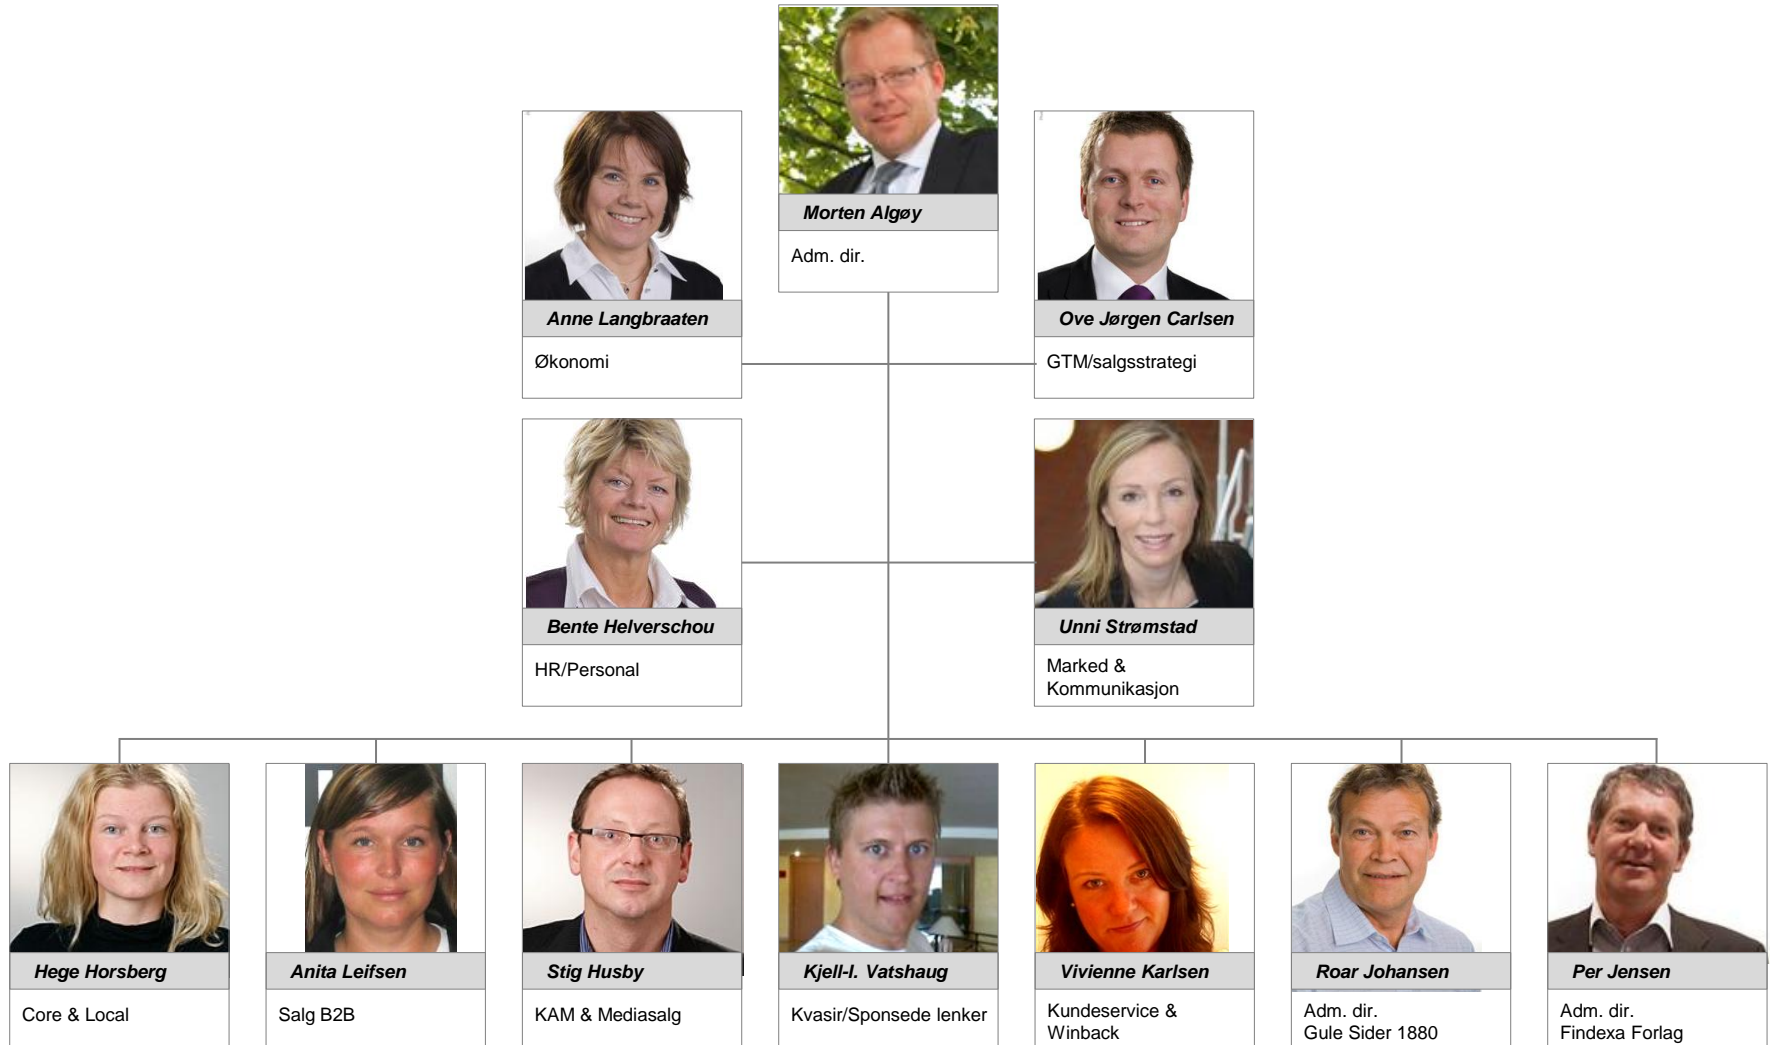 Morten Algøy
Adm. dir.
Anne Langbraaten
Økonomi
Ove Jørgen Carlsen
GTM/salgsstrategi
Bente Helverschou
HR/Personal
Unni Strømstad
Marked &
Kommunikasjon
Hege Horsberg
Core & Local
Anita Leifsen
Salg B2B
Stig Husby
KAM & Mediasalg
Kjell-I. Vatshaug
Kvasir/Sponsede lenker
Vivienne Karlsen
Kundeservice &
Winback
Roar Johansen
Adm. dir.
Gule Sider 1880
Per Jensen
Adm. dir.
Findexa Forlag